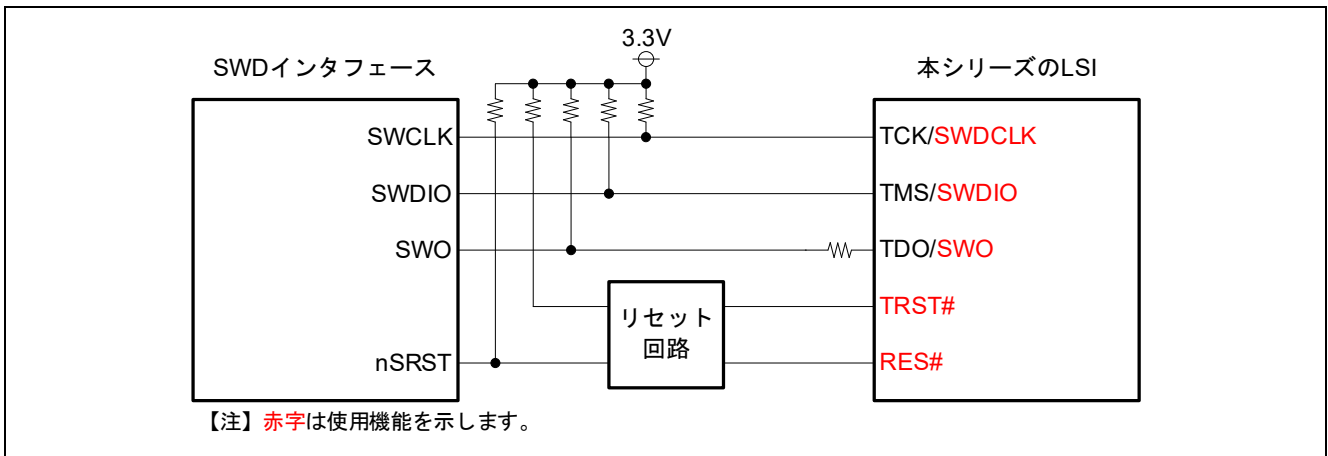 3.3V
SWDインタフェース
本シリーズのLSI
SWCLK
TCK/SWDCLK
SWDIO
TMS/SWDIO
SWO
TDO/SWO
リセット
回路
TRST#
nSRST
RES#
【注】赤字は使用機能を示します。